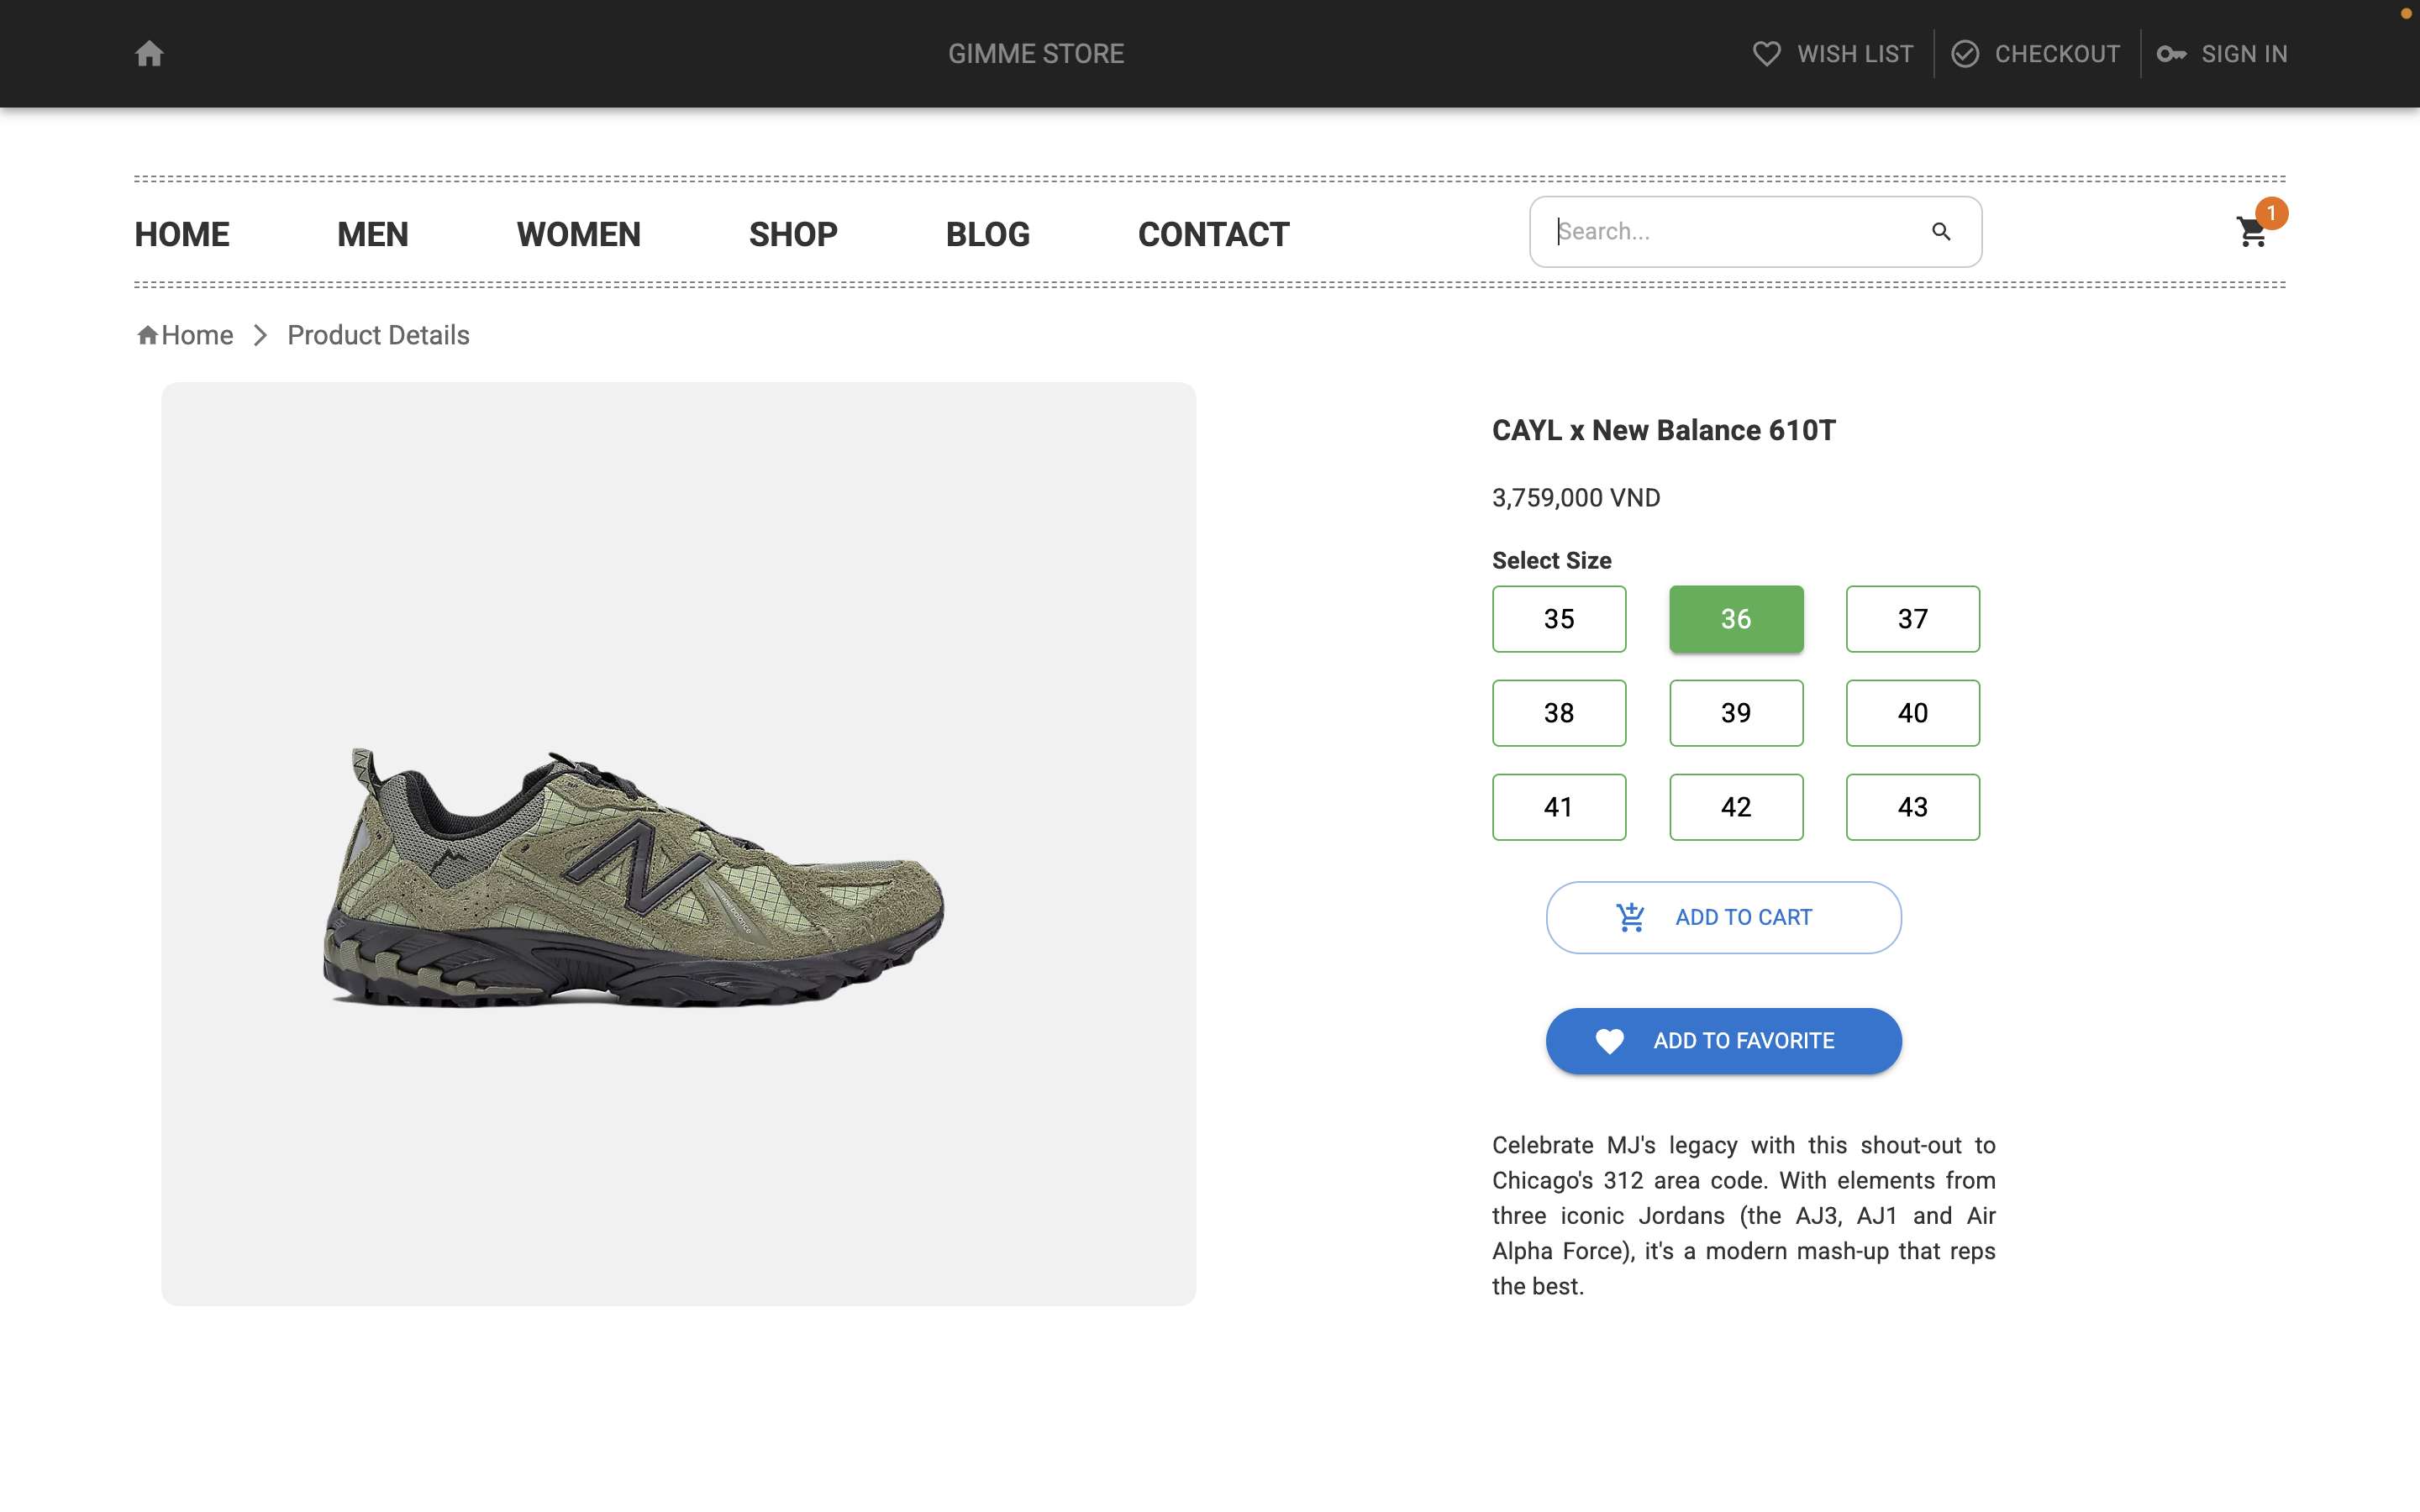 GIMME STORE
WISH LIST
CHECKOUT
SIGN IN
HOME
MEN
WOMEN
SHOP
BLOG
CONTACT
Search...
1
Home
Product Details
CAYL x New Balance 610T
3,759,000 VND
Select Size
35
36
37
38
39
40
41
42
43
ADD TO CART
ADD TO FAVORITE
Celebrate MJ's legacy with this shout-out to
Chicago's 312 area code. With elements from
three iconic Jordans (the AJ3, AJ1 and Air
Alpha Force), it's a modern mash-up that reps
the best.
N
new balance